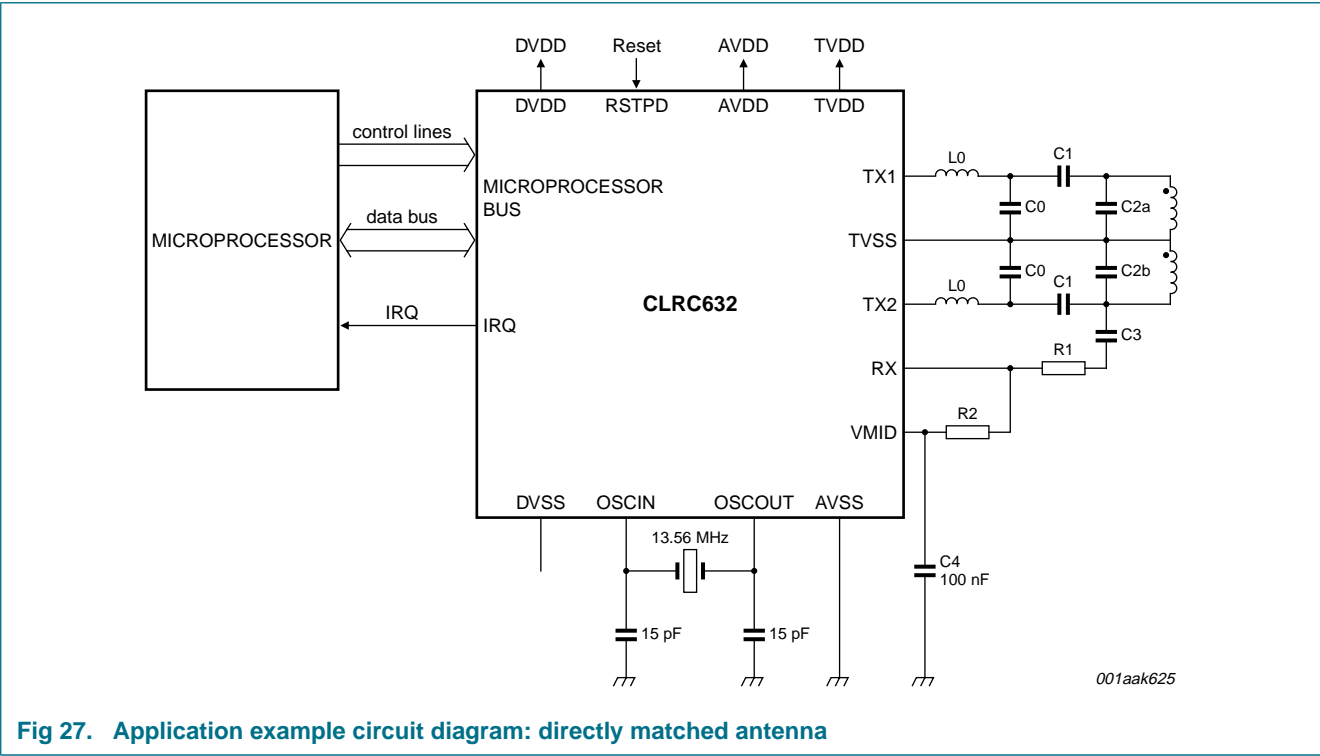 DVDD Reset AVDD TVDD
DVDD RSTPD AVDD TVDD
control lines
MICROPROCESSOR
BUS
data bus
MICROPROCESSOR
IRQ
IRQ
CLRC632
TX1
L0
C1
C0
C2a
TVSS
C0
C2b
TX2
L0
C1
C3
RX
R1
VMID
R2
DVSS OSCIN OSCOUT AVSS
13.56 MHz
C4
100 nF
15 pF
15 pF
001aak625
Fig 27. Application example circuit diagram: directly matched antenna